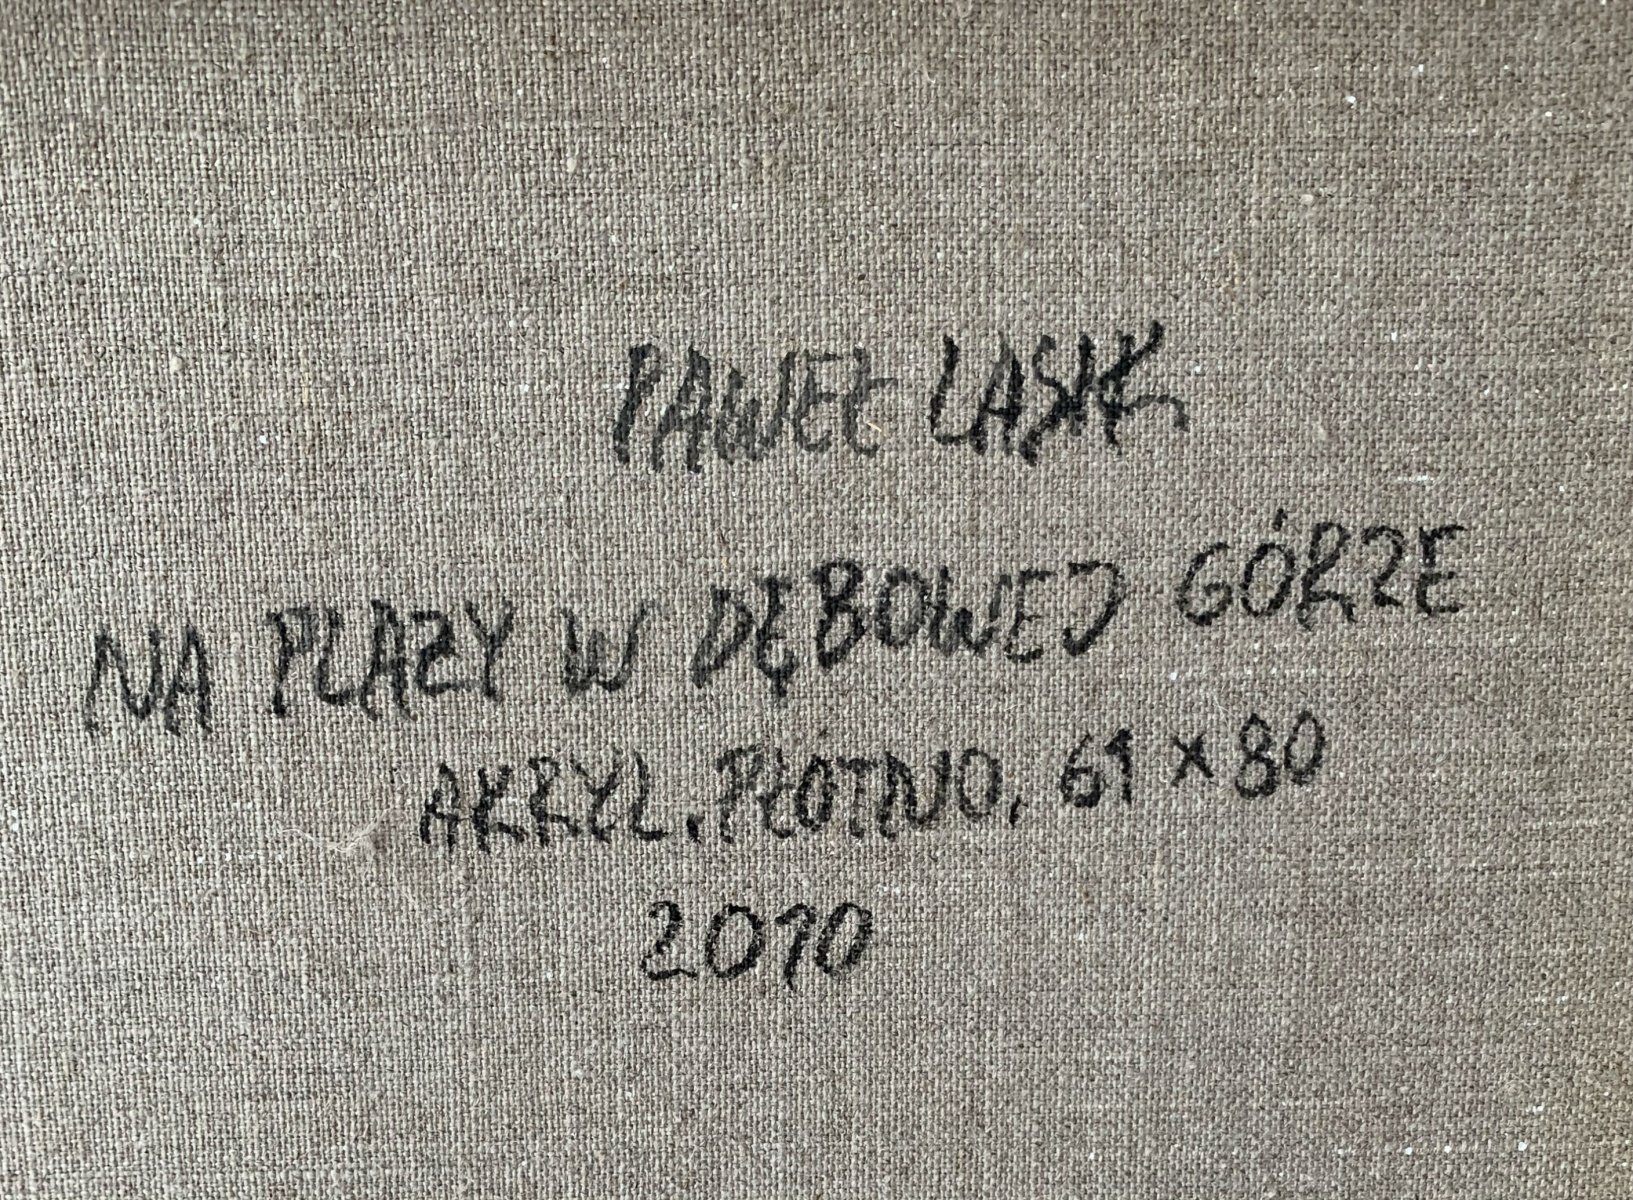 PAWEŁ LASIK
NA PLAŻY W DĘBOWEJ GÓRZE
AKRYL, PŁÓTNO, 61 × 80
2010